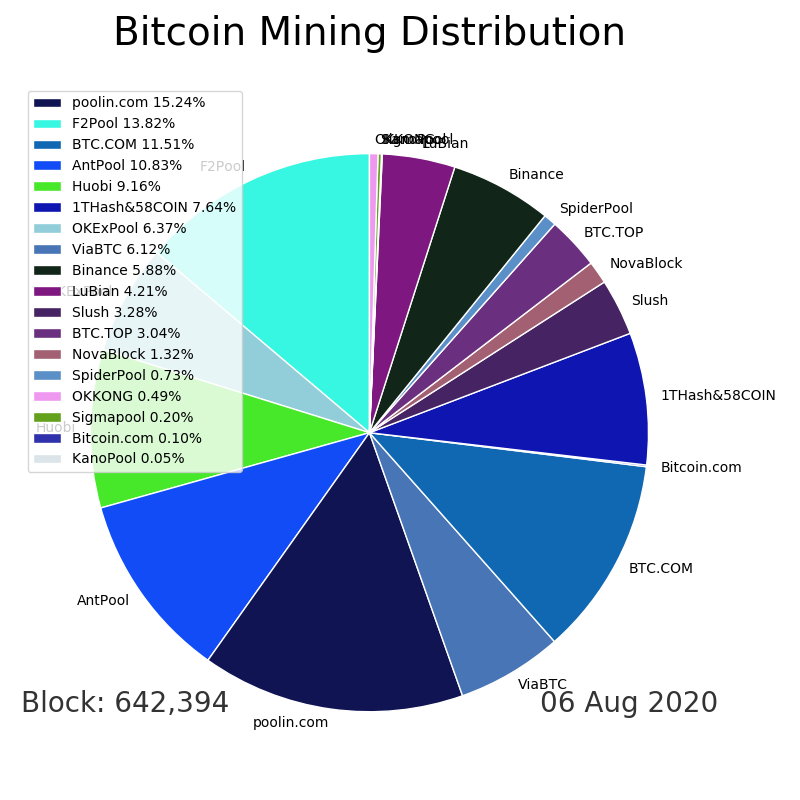 Bitcoin Mining Distribution
poolin.com 15.24%
F2Pool 13.82%
BTC.COM 11.51%
AntPool 10.83%
Huobi 9.16%
1THash&58COIN 7.64%
OKExPool 6.37%
ViaBTC 6.12%
Binance 5.88%
LuBian 4.21%
Slush 3.28%
BTC.TOP 3.04%
NovaBlock 1.32%
SpiderPool 0.73%
OKKONG 0.49%
Sigmapool 0.20%
Bitcoin.com 0.10%
KanoPool 0.05%
F2Pool
Huobi
AntPool
poolin.com
ViaBTC
BTC.COM
Bitcoin.com
1THash&58COIN
Slush
NovaBlock
BTC.TOP
SpiderPool
Binance
LuBian
Block: 642,394
06 Aug 2020